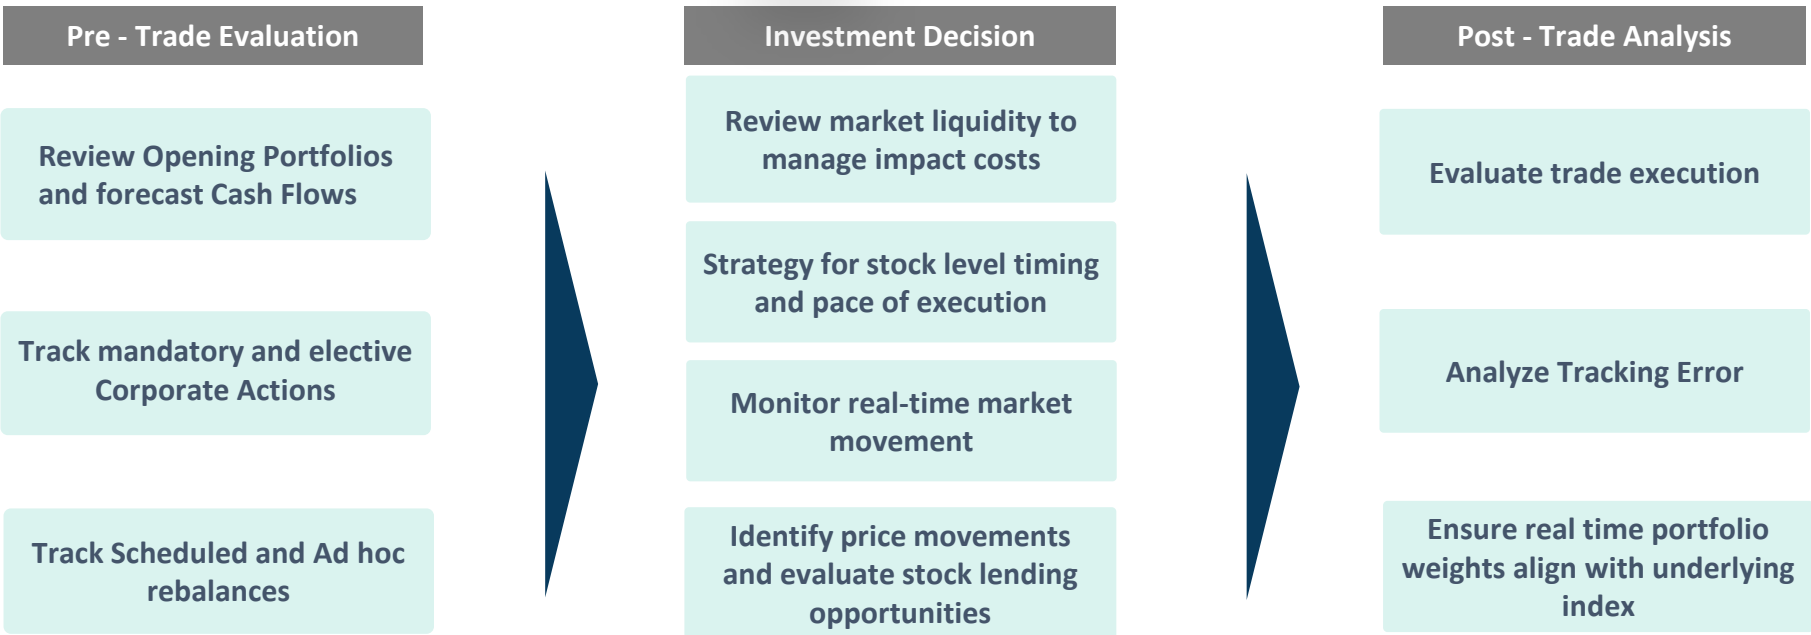 Pre - Trade Evaluation
Review Opening Portfolios
and forecast Cash Flows
Track mandatory and elective
Corporate Actions
Track Scheduled and Ad hoc
rebalances
Investment Decision
Review market liquidity to
manage impact costs
Strategy for stock level timing
and pace of execution
Monitor real-time market
movement
Identify price movements
and evaluate stock lending
opportunities
Post - Trade Analysis
Evaluate trade execution
Analyze Tracking Error
Ensure real time portfolio
weights align with underlying
index